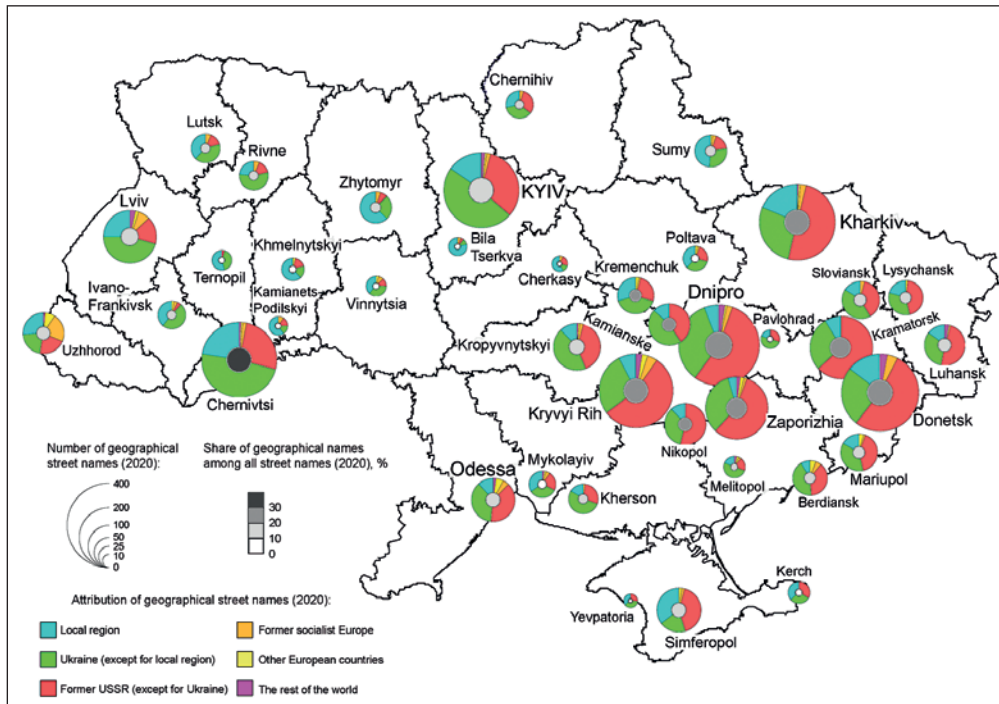 Chernihiv
Lutsk
Rivne
Sumy
Zhytomyr
KYIV
Lviv
Kharkiv
Khmelnytskyi
Bila
Tserkva
Poltava
Ternopil
Cherkasy
Kremenchuk
Sloviansk
Lysychansk
Ivano-
Frankivsk
Kamianets-
Podilskyi
Vinnytsia
Dnipro
Pavlohrad
Kramatorsk
Uzhhorod
Kropyvnytskyi
Kamianske
Luhansk
Chernivtsi
Kryvyi Rih
Zaporizhia
Donetsk
Nikopol
Number of geographical
street names (2020):
400
200
100
50
25
10
0
Share of geographical names
among all street names (2020), %
30
20
10
0
Odessa
Mykolayiv
Melitopol
Mariupol
Kherson
Berdiansk
Kerch
Yevpatoria
Simferopol
Attribution of geographical street names (2020):
Local region
Former socialist Europe
Ukraine (except for local region)
Other European countries
Former USSR (except for Ukraine)
The rest of the world